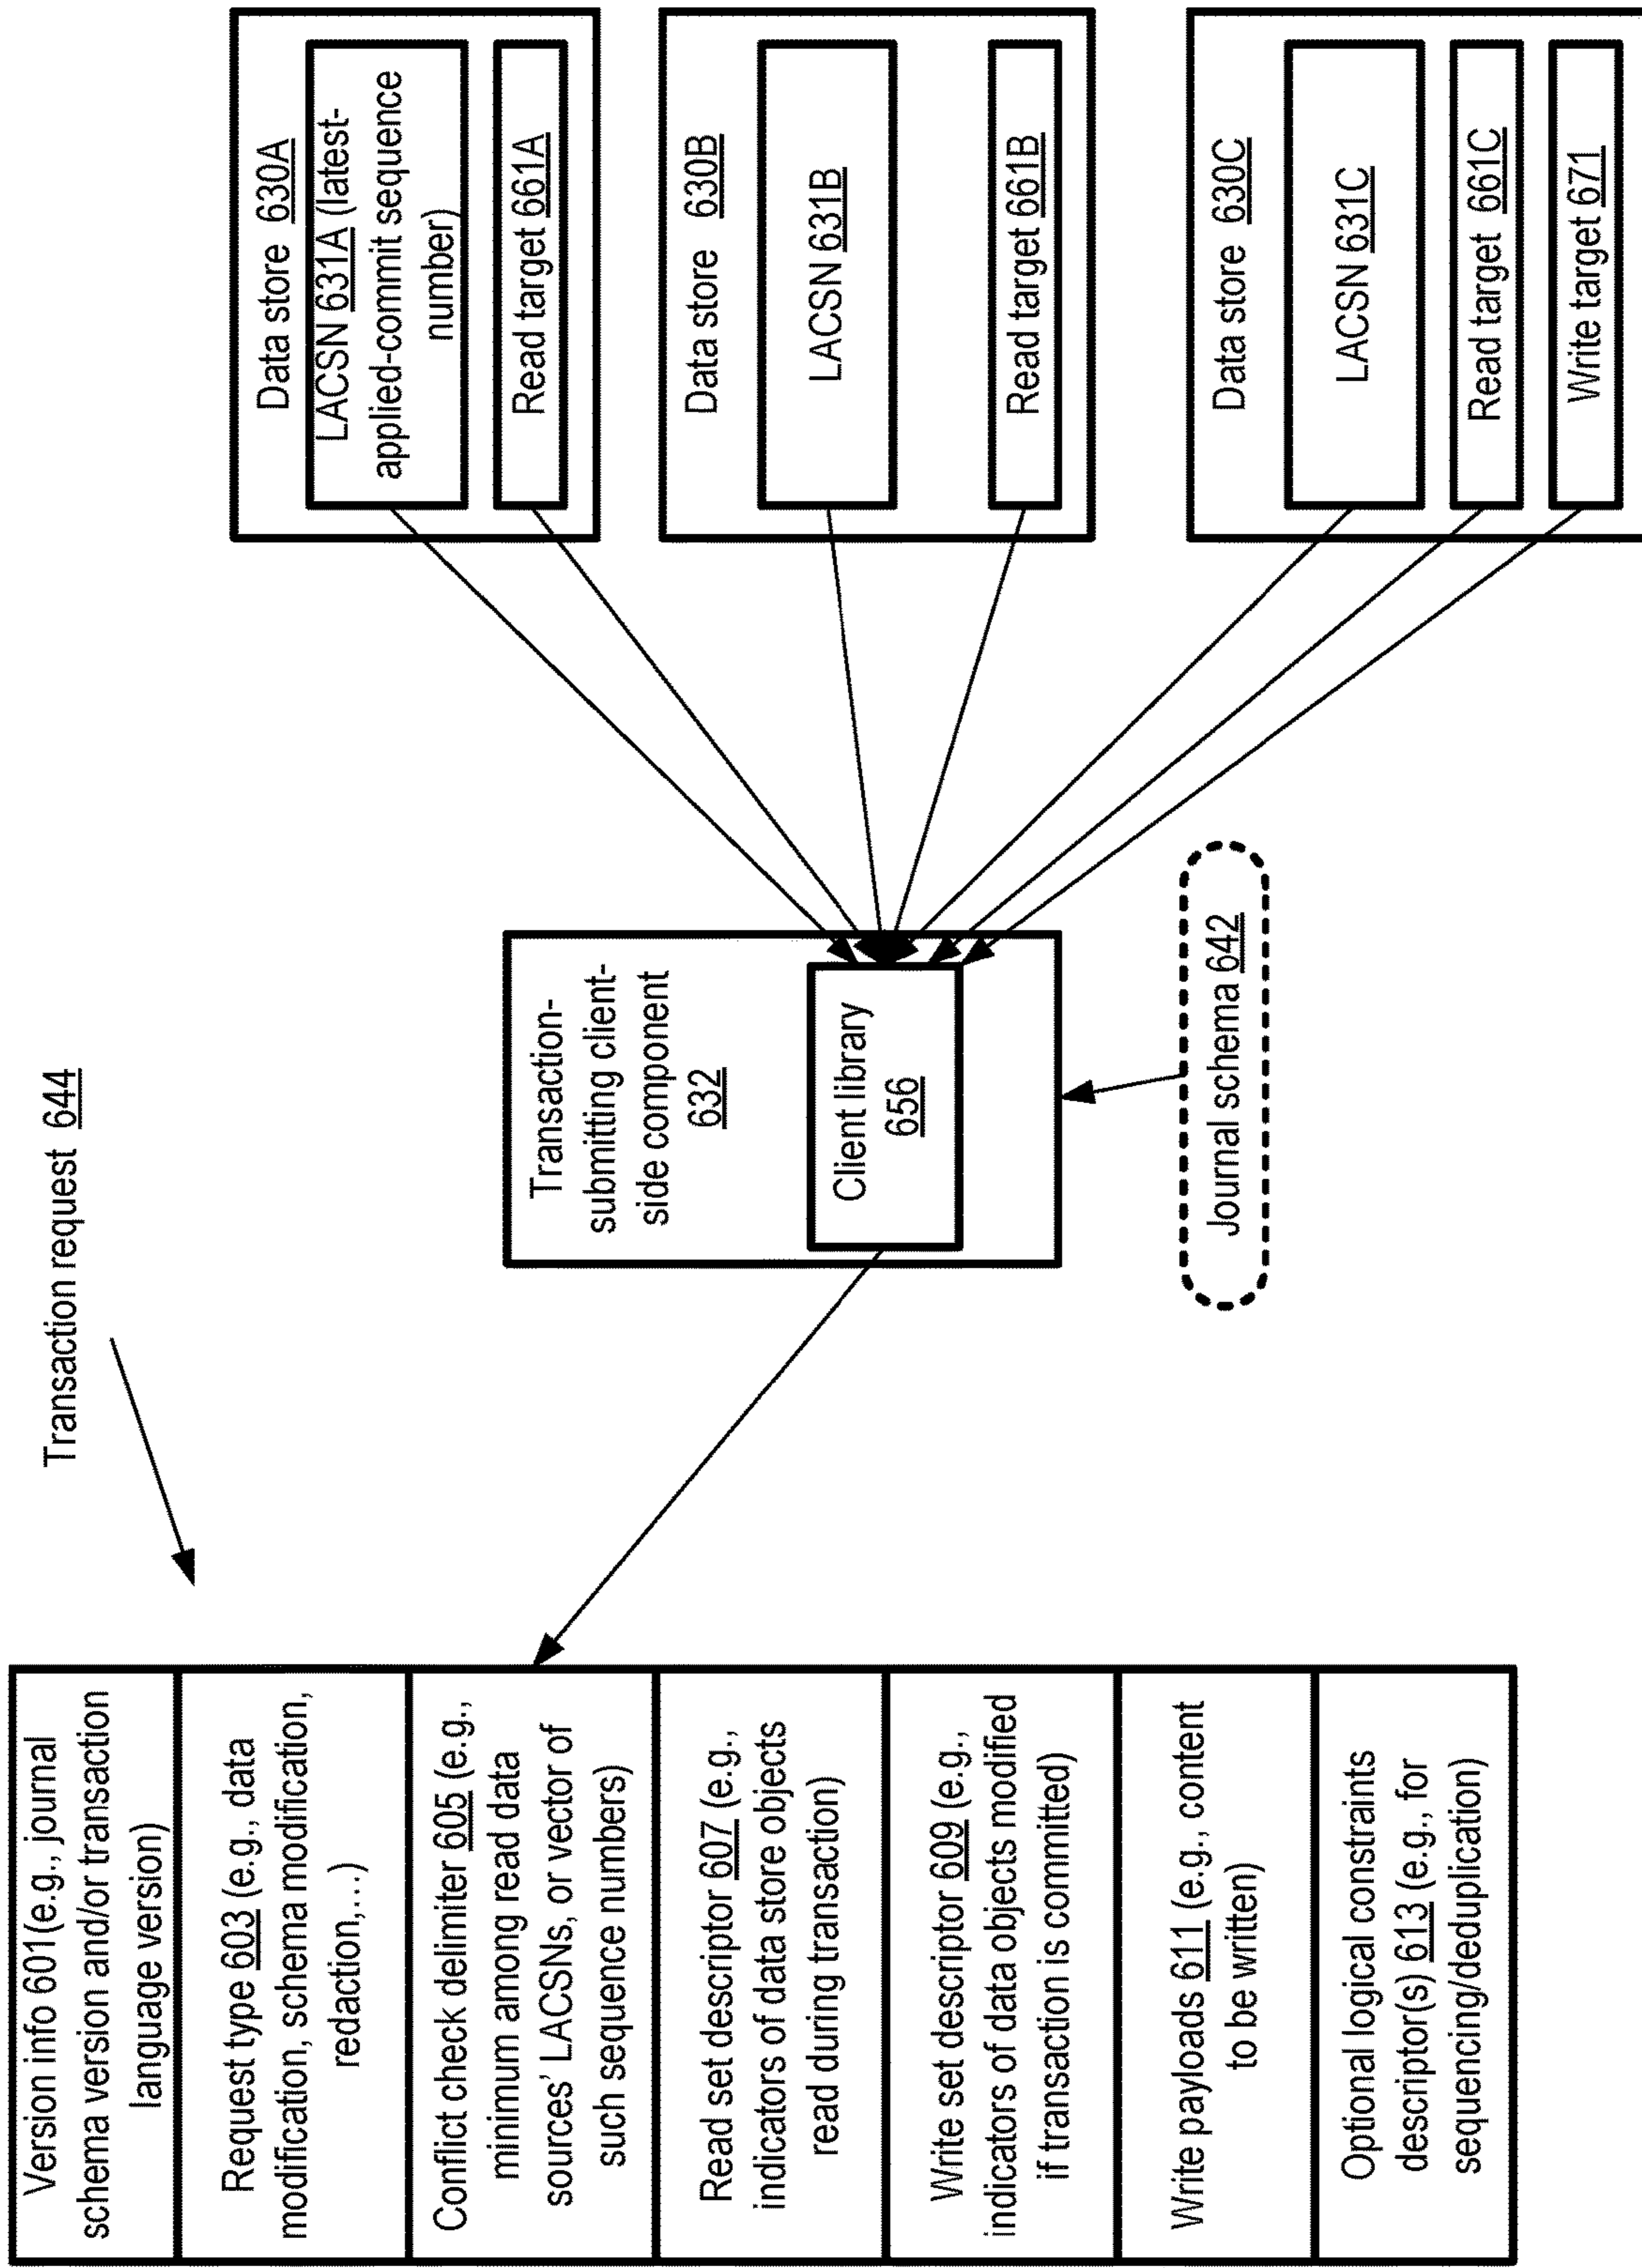 Transaction request 644
Version info 601(e.g., journal
schema version and/or transaction
language version)
Request type 603 (e.g., data
modification, schema modification,
redaction,…)
Conflict check delimiter 605 (e.g.,
minimum among read data
sources' LACSNs, or vector of
such sequence numbers)
Read set descriptor 607 (e.g.,
indicators of data store objects
read during transaction)
Write set descriptor 609 (e.g.,
indicators of data objects modified
if transaction is committed)
Write payloads 611 (e.g., content
to be written)
Optional logical constraints
descriptor(s) 613 (e.g., for
sequencing/deduplication)
Transaction-
submitting client-
side component
632
Client library
656
Journal schema 642
Data store 630A
LACSN 631A (latest-
applied-commit sequence
number)
Read target 661A
Data store 630B
LACSN 631B
Read target 661B
Data store 630C
LACSN 631C
Read target 661C
Write target 671